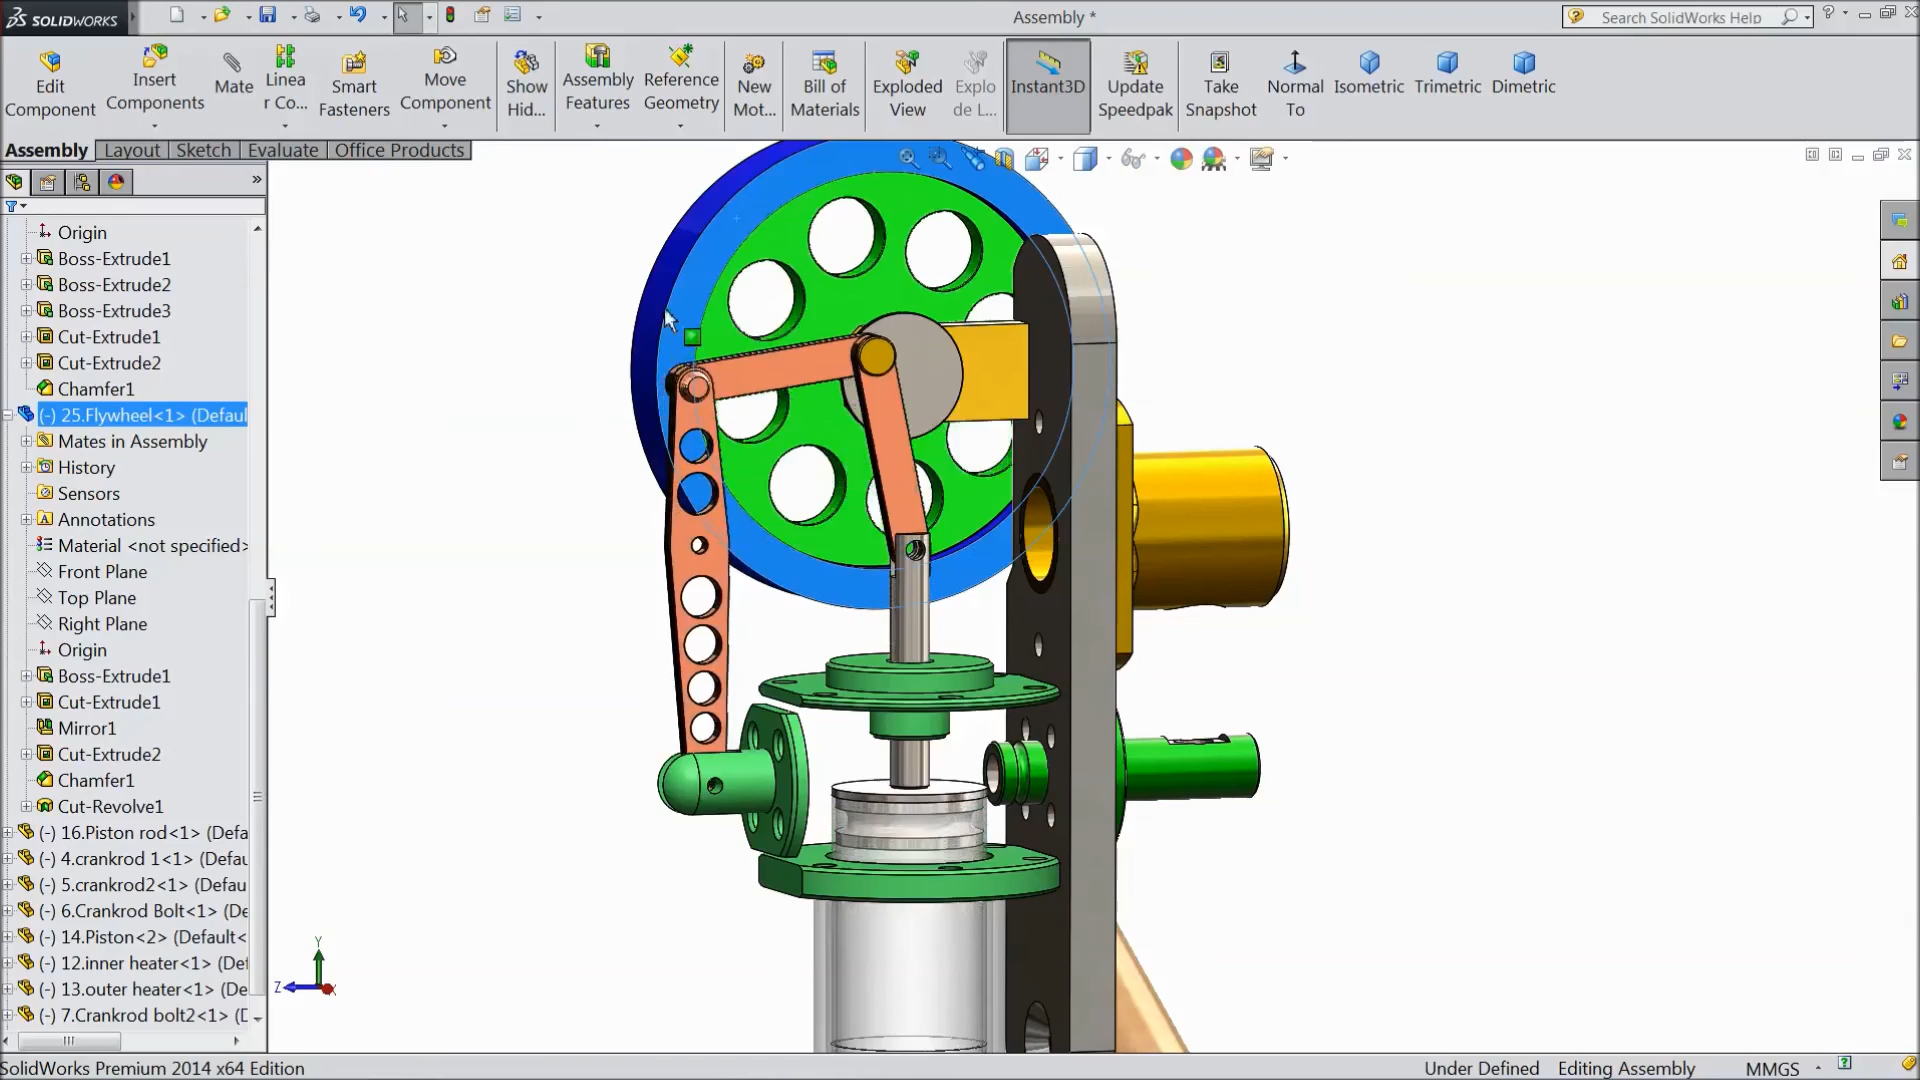 SOLIDWORKS
Assembly *
Search SolidWorks Help
Edit Component
Insert Components
Mate
Linea r Co...
Smart Fasteners
Move Component
Show Hid...
Assembly Features
Reference Geometry
New Mot...
Bill of Materials
Exploded View
Explo de L...
Instant3D
Update Speedpak
Take Snapshot
Normal To
Isometric
Trimetric
Dimetric
Assembly
Layout
Sketch
Evaluate
Office Products
Origin
Boss-Extrude1
Boss-Extrude2
Boss-Extrude3
Cut-Extrude1
Cut-Extrude2
Chamfer1
(-) 25.Flywheel<1> (Defaul
Mates in Assembly
History
Sensors
Annotations
Material <not specified>
Front Plane
Top Plane
Right Plane
Origin
Boss-Extrude1
Cut-Extrude1
Mirror1
Cut-Extrude2
Chamfer1
Cut-Revolve1
(-) 16.Piston rod<1> (Defa
(-) 4.crankrod 1<1> (Defau
(-) 5.crankrod2<1> (Defau
(-) 6.Crankrod Bolt<1> (De
(-) 14.Piston<2> (Default<
(-) 12.inner heater<1> (Def
(-) 13.outer heater<1> (De
(-) 7.Crankrod bolt2<1> (D
Y
Z
X
SolidWorks Premium 2014 x64 Edition
Under Defined
Editing Assembly
MMGS